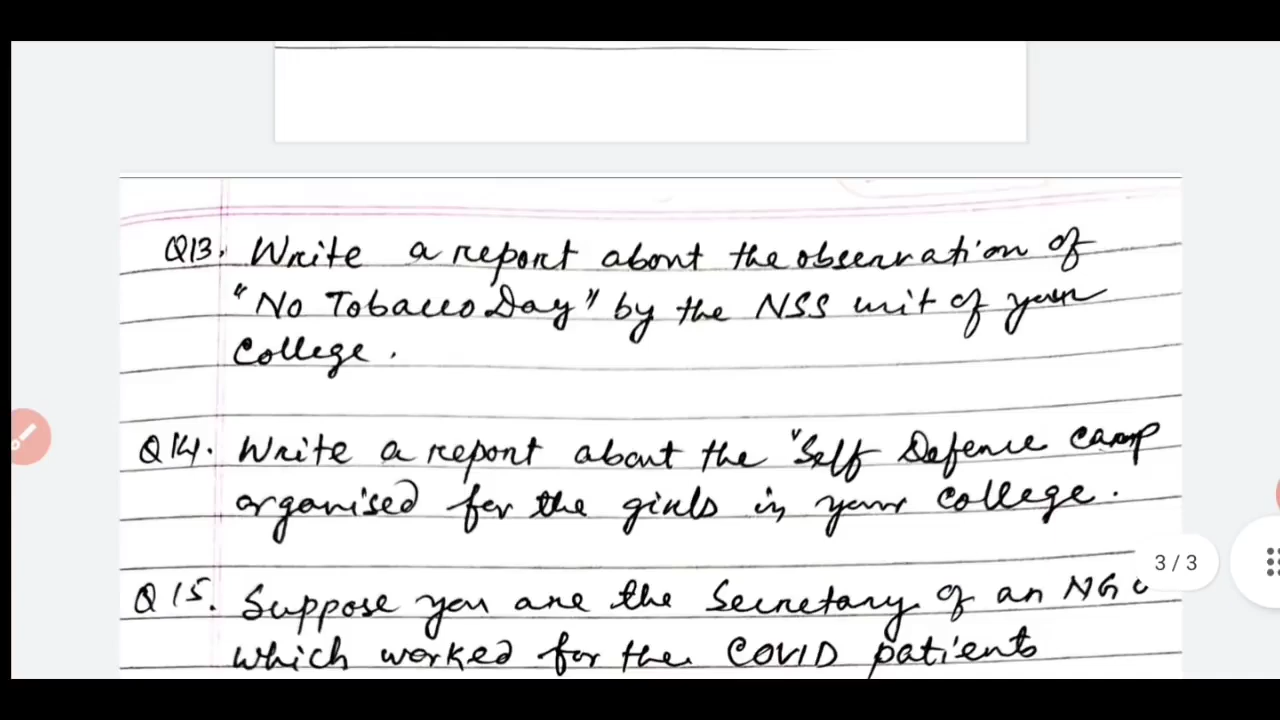 Q13. Write a report about the observation of
"No Tobacco Day" by the NSS unit of your
College.
Q14. Write a report about the "Self Defence camp
organised for the girls in your college.
3/3
Q15. Suppose you are the Secretary of an NGO
which worked for the COVID patients